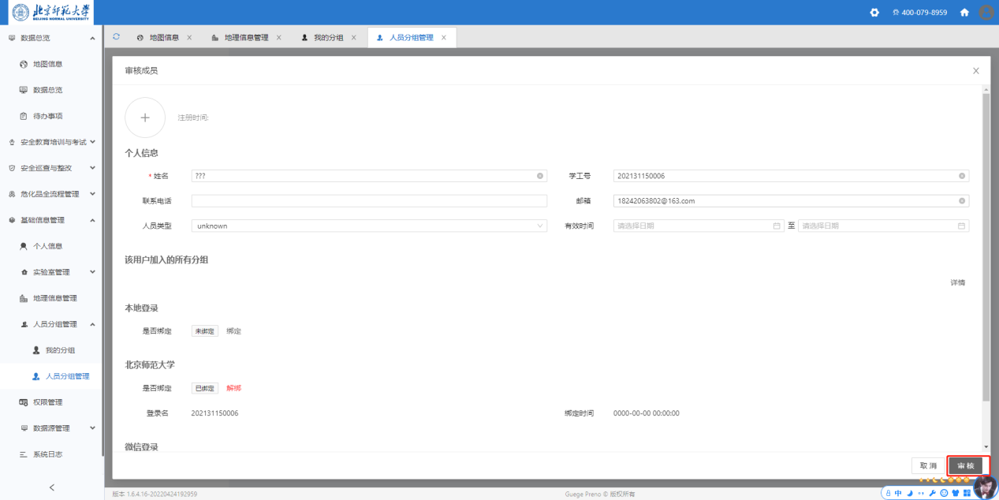 北京师范大学
BEIJING NORMAL UNIVERSITY
400-079-8959
数据总览
地图信息
数据总览
待办事项
安全教育培训与考试
安全巡查与整改
危化品全流程管理
基础信息管理
个人信息
实验室管理
地理信息管理
人员分组管理
我的分组
人员分组管理
权限管理
数据源管理
系统日志
地图信息 地理信息管理 我的分组 人员分组管理
审核成员
注册时间:
个人信息
* 姓名 ??? 学工号 202131150006
联系电话 邮箱 18242063802@163.com
人员类型 unknown 有效时间 请选择日期 至 请选择日期
该用户加入的所有分组
详情
本地登录
是否绑定 未绑定 绑定
北京师范大学
是否绑定 已绑定 解绑
登录名 202131150006 绑定时间 0000-00-00 00:00:00
微信登录
取 消 审 核
版本 1.6.4.16-20220424192959 Guege Preno © 版权所有
中